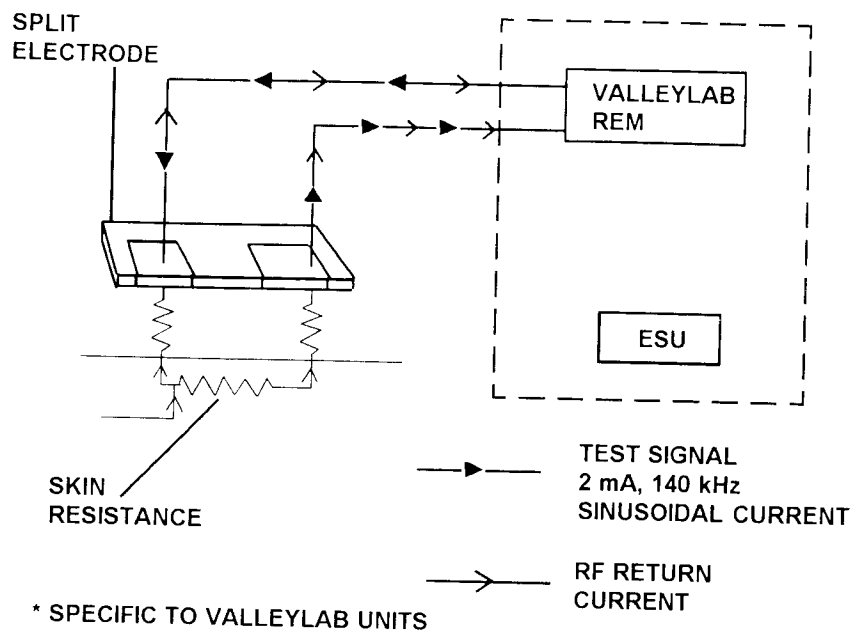 SPLIT
ELECTRODE
VALLEYLAB
REM
ESU
SKIN
RESISTANCE
TEST SIGNAL
2 mA, 140 kHz
SINUSOIDAL CURRENT
RF RETURN
CURRENT
* SPECIFIC TO VALLEYLAB UNITS